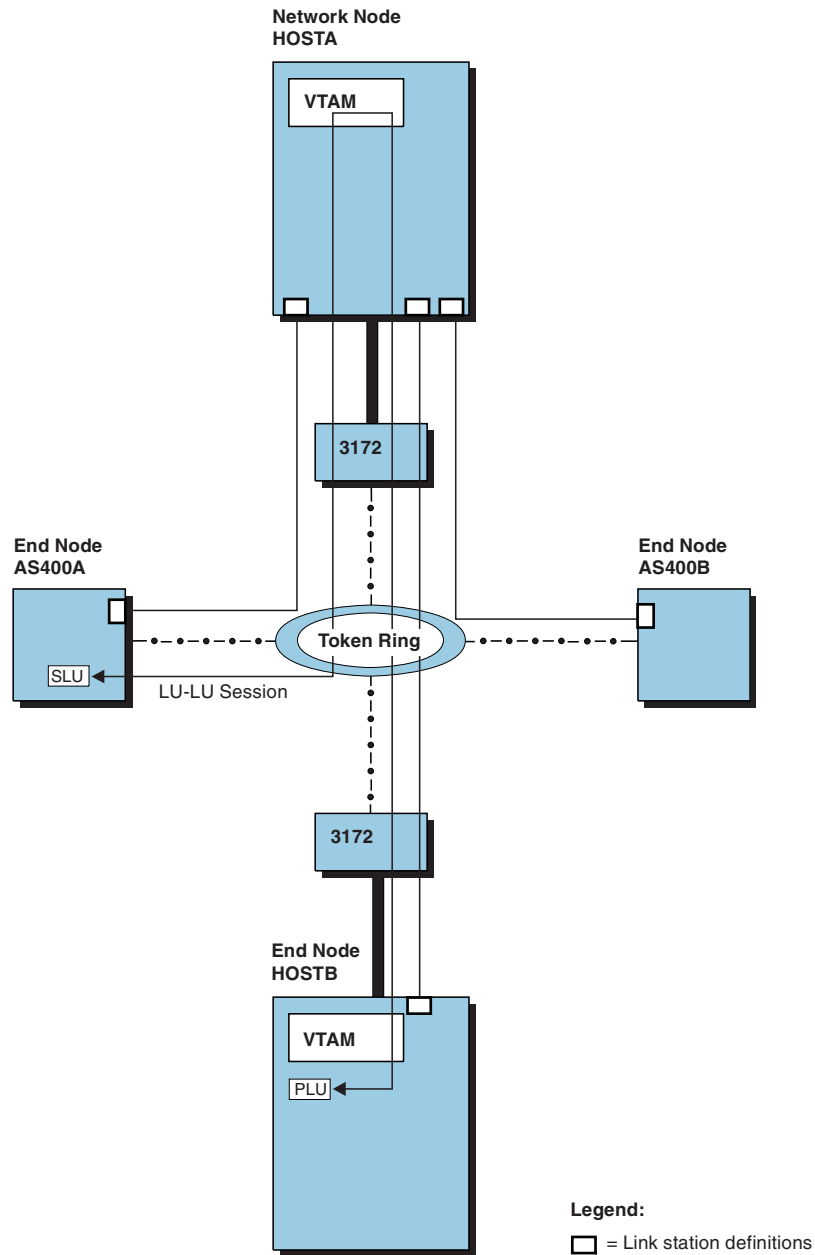 Network Node
HOSTA
VTAM
3172
End Node
AS400A
End Node
AS400B
Token Ring
SLU
LU-LU Session
3172
End Node
HOSTB
VTAM
PLU
Legend:
= Link station definitions